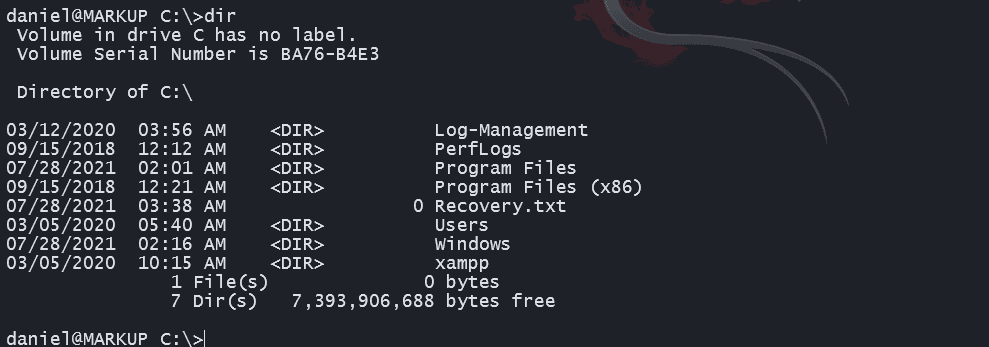 daniel@MARKUP C:\>dir
 Volume in drive C has no label.
 Volume Serial Number is BA76-B4E3

 Directory of C:\

03/12/2020  03:56 AM    <DIR>          Log-Management
09/15/2018  12:12 AM    <DIR>          PerfLogs
07/28/2021  02:01 AM    <DIR>          Program Files
09/15/2018  12:21 AM    <DIR>          Program Files (x86)
07/28/2021  03:38 AM                 0 Recovery.txt
03/05/2020  05:40 AM    <DIR>          Users
07/28/2021  02:16 AM    <DIR>          Windows
03/05/2020  10:15 AM    <DIR>          xampp
               1 File(s)              0 bytes
               7 Dir(s)   7,393,906,688 bytes free

daniel@MARKUP C:\>